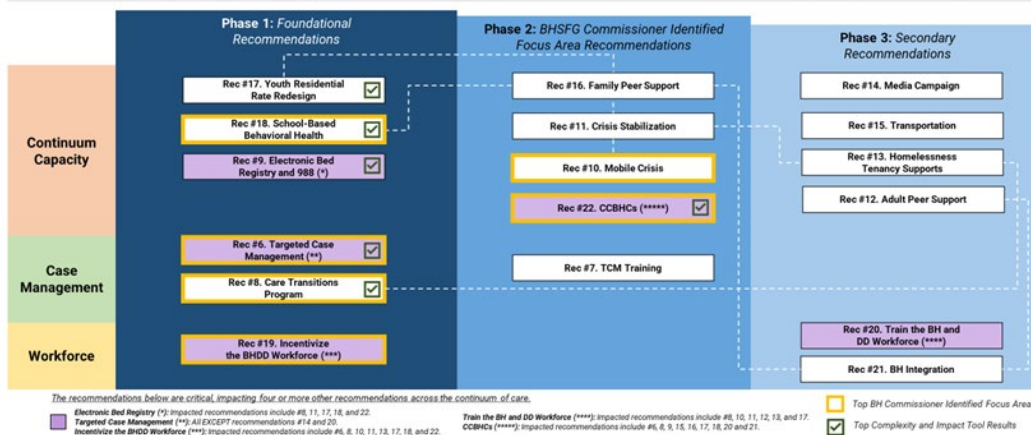 Phase 1: Foundational
Recommendations
Phase 2: BHSFG Commissioner Identified
Focus Area Recommendations
Phase 3: Secondary
Recommendations
Continuum
Capacity
Rec #17. Youth Residential
Rate Redesign
Rec #18. School-Based
Behavioral Health
Rec #9. Electronic Bed
Registry and 988 (*)
Rec #16. Family Peer Support
Rec #11. Crisis Stabilization
Rec #10. Mobile Crisis
Rec #22. CCBHCs (*****)
Rec #14. Media Campaign
Rec #15. Transportation
Rec #13. Homelessness
Tenancy Supports
Rec #12. Adult Peer Support
Case
Management
Rec #6. Targeted Case
Management (**)
Rec #8. Care Transitions
Program
Rec #7. TCM Training
Workforce
Rec #19. Incentivize
the BHDD Workforce (***)
Rec #20. Train the BH and
DD Workforce (****)
Rec #21. BH Integration
The recommendations below are critical, impacting four or more other recommendations across the continuum of care.
Electronic Bed Registry (*): Impacted recommendations include #8, 11, 17, 18, and 22.
Targeted Case Management (**): All EXCEPT recommendations #14 and 20.
Incentivize the BHDD Workforce (***): Impacted recommendations include #6, 8, 10, 11, 13, 17, 18, and 22.
Train the BH and DD Workforce (****): Impacted recommendations include #8, 10, 11, 12, 13, and 17.
CCBHCs (*****): Impacted recommendations include #6, 8, 9, 15, 16, 17, 18, 20 and 21.
Top BH Commissioner Identified Focus Area
Top Complexity and Impact Tool Results